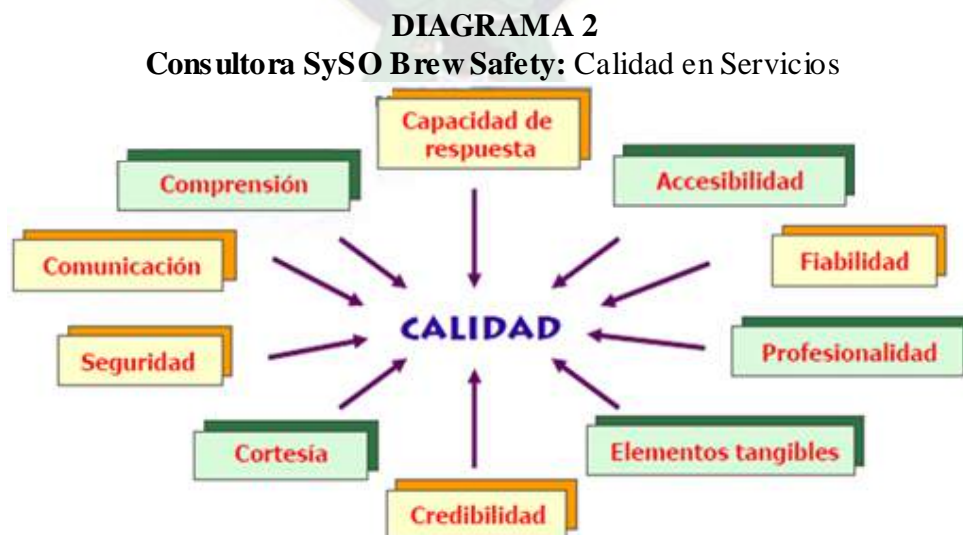 DIAGRAMA 2
Consultora SySO Brew Safety: Calidad en Servicios
Capacidad de
respuesta
Comprensión
Accesibilidad
Comunicación
Fiabilidad
CALIDAD
Seguridad
Profesionalidad
Cortesía
Elementos tangibles
Credibilidad